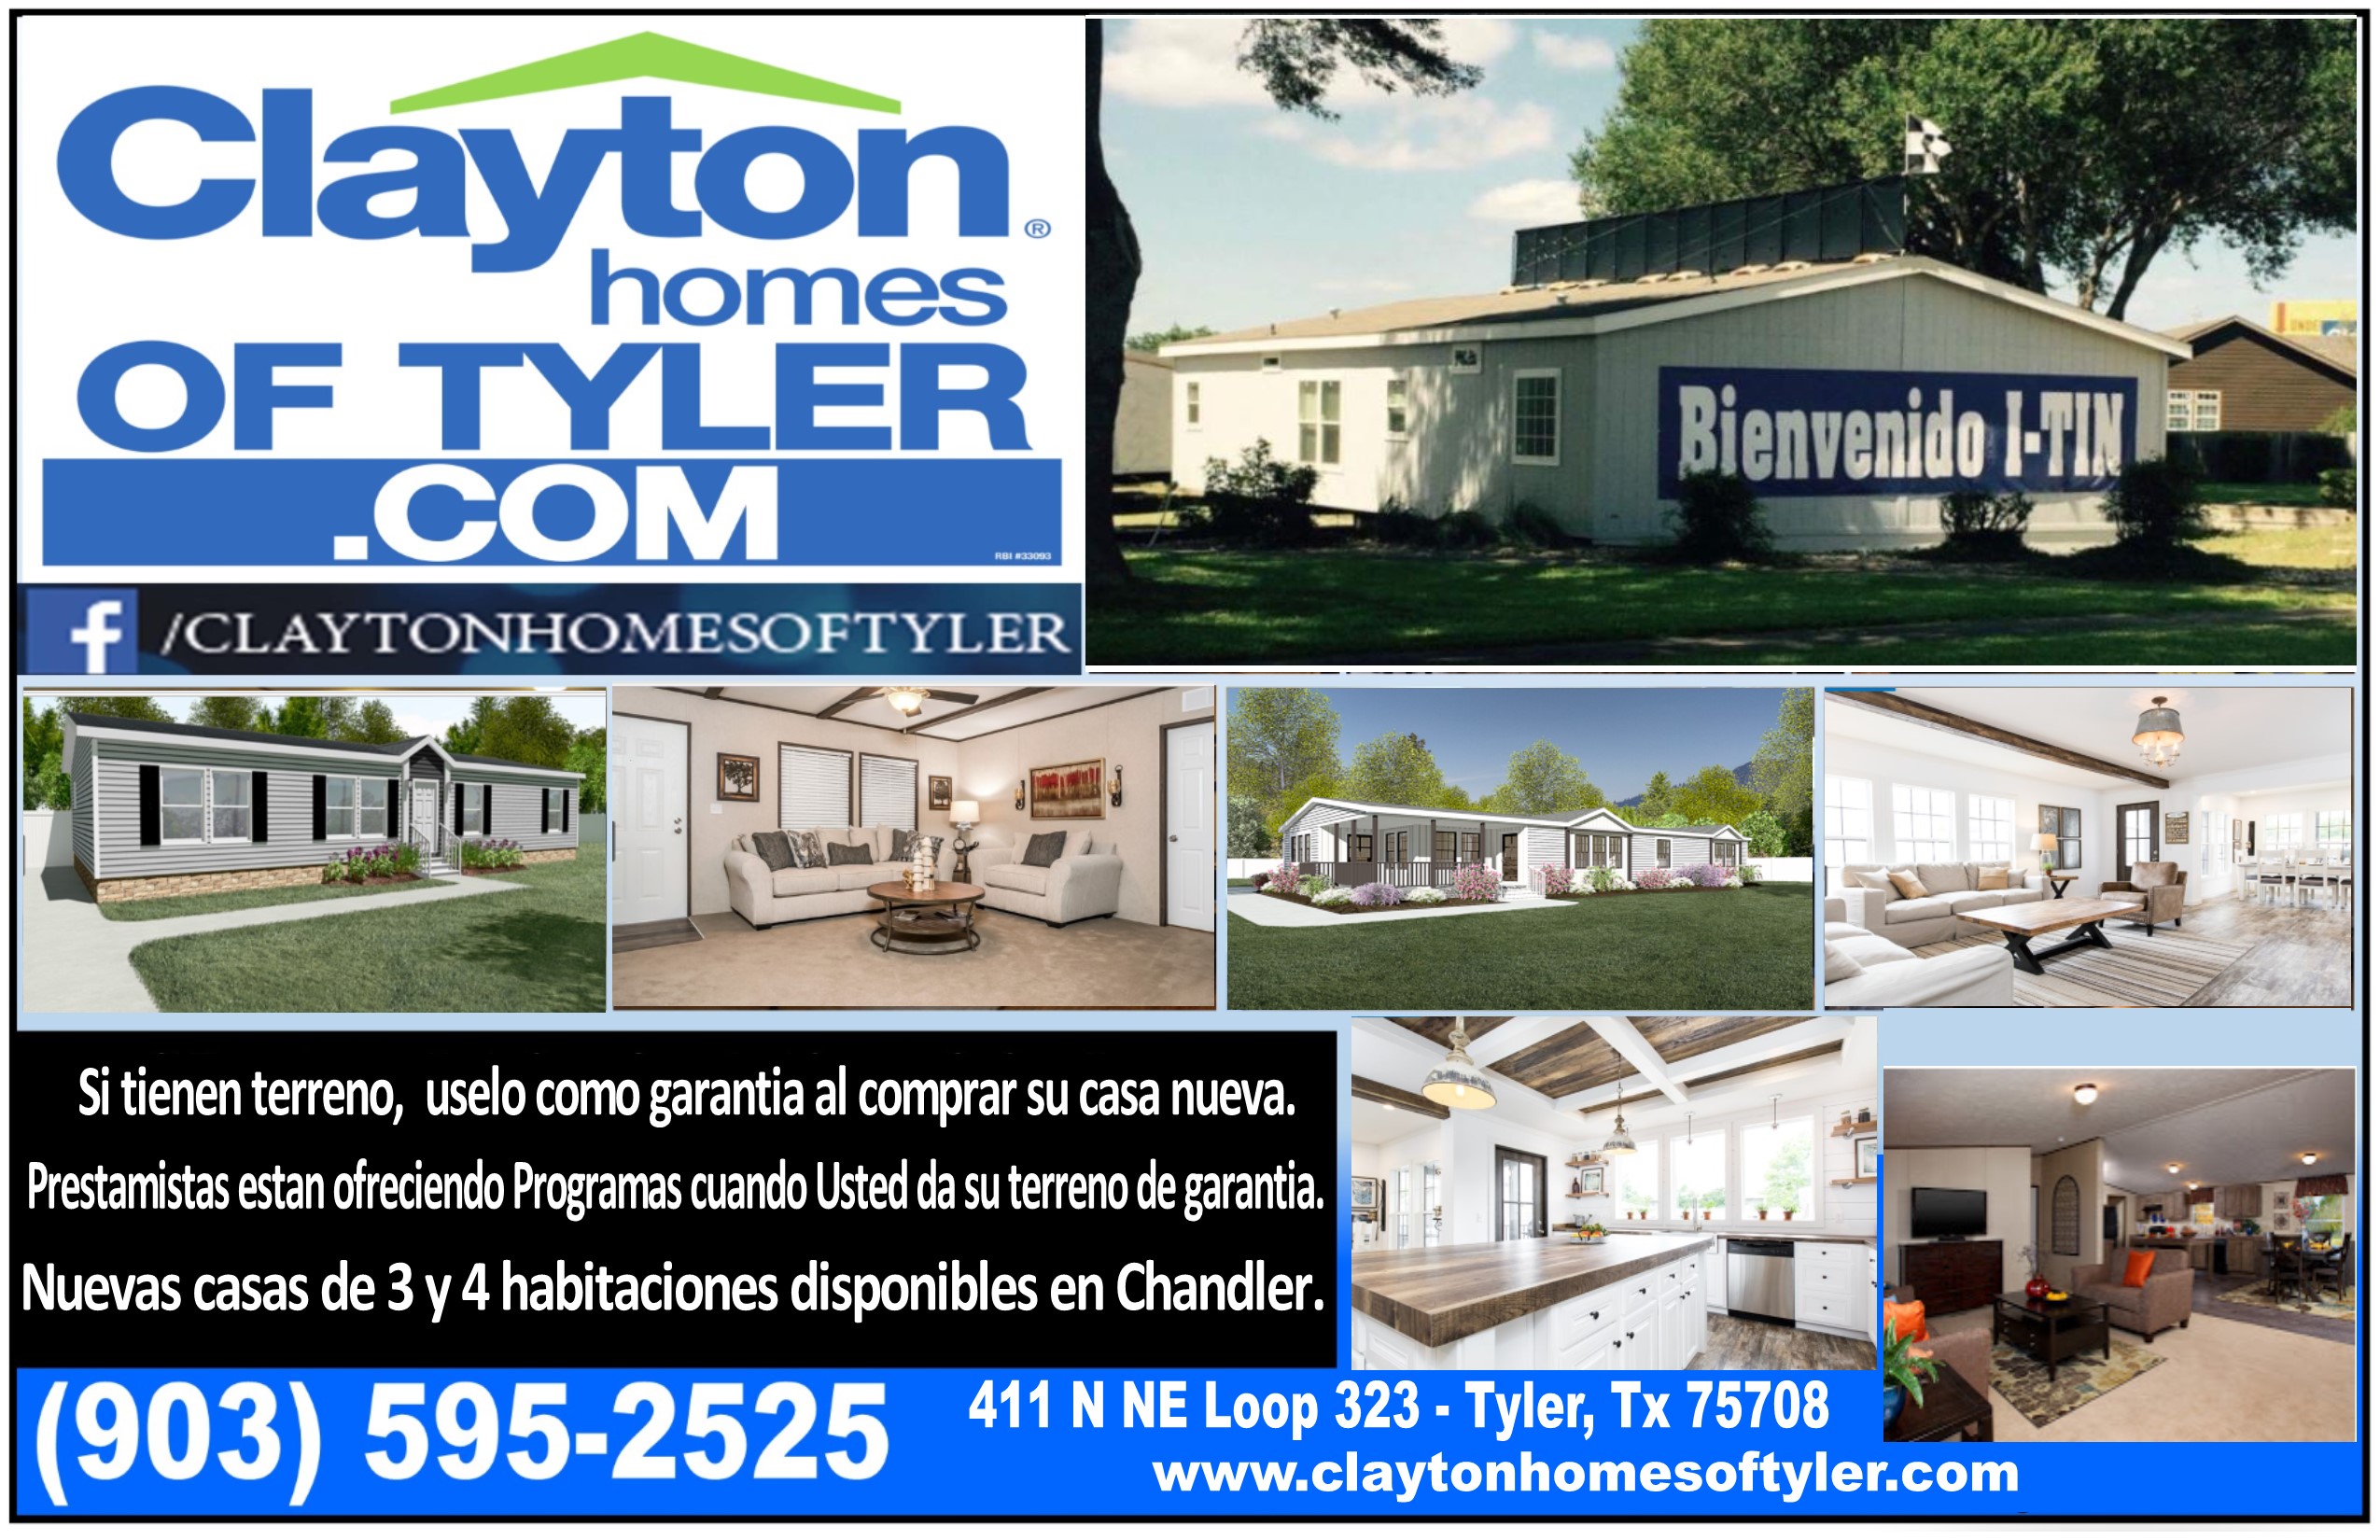 Clayton®
homes
OF TYLER
.COM
RBI #33093
f /CLAYTONHOMESOFTYLER
Bienvenido I-TIN
Si tienen terreno, uselo como garantia al comprar su casa nueva.
Prestamistas estan ofreciendo Programas cuando Usted da su terreno de garantia.
Nuevas casas de 3 y 4 habitaciones disponibles en Chandler.
(903) 595-2525
411 N NE Loop 323 - Tyler, Tx 75708
www.claytonhomesoftyler.com